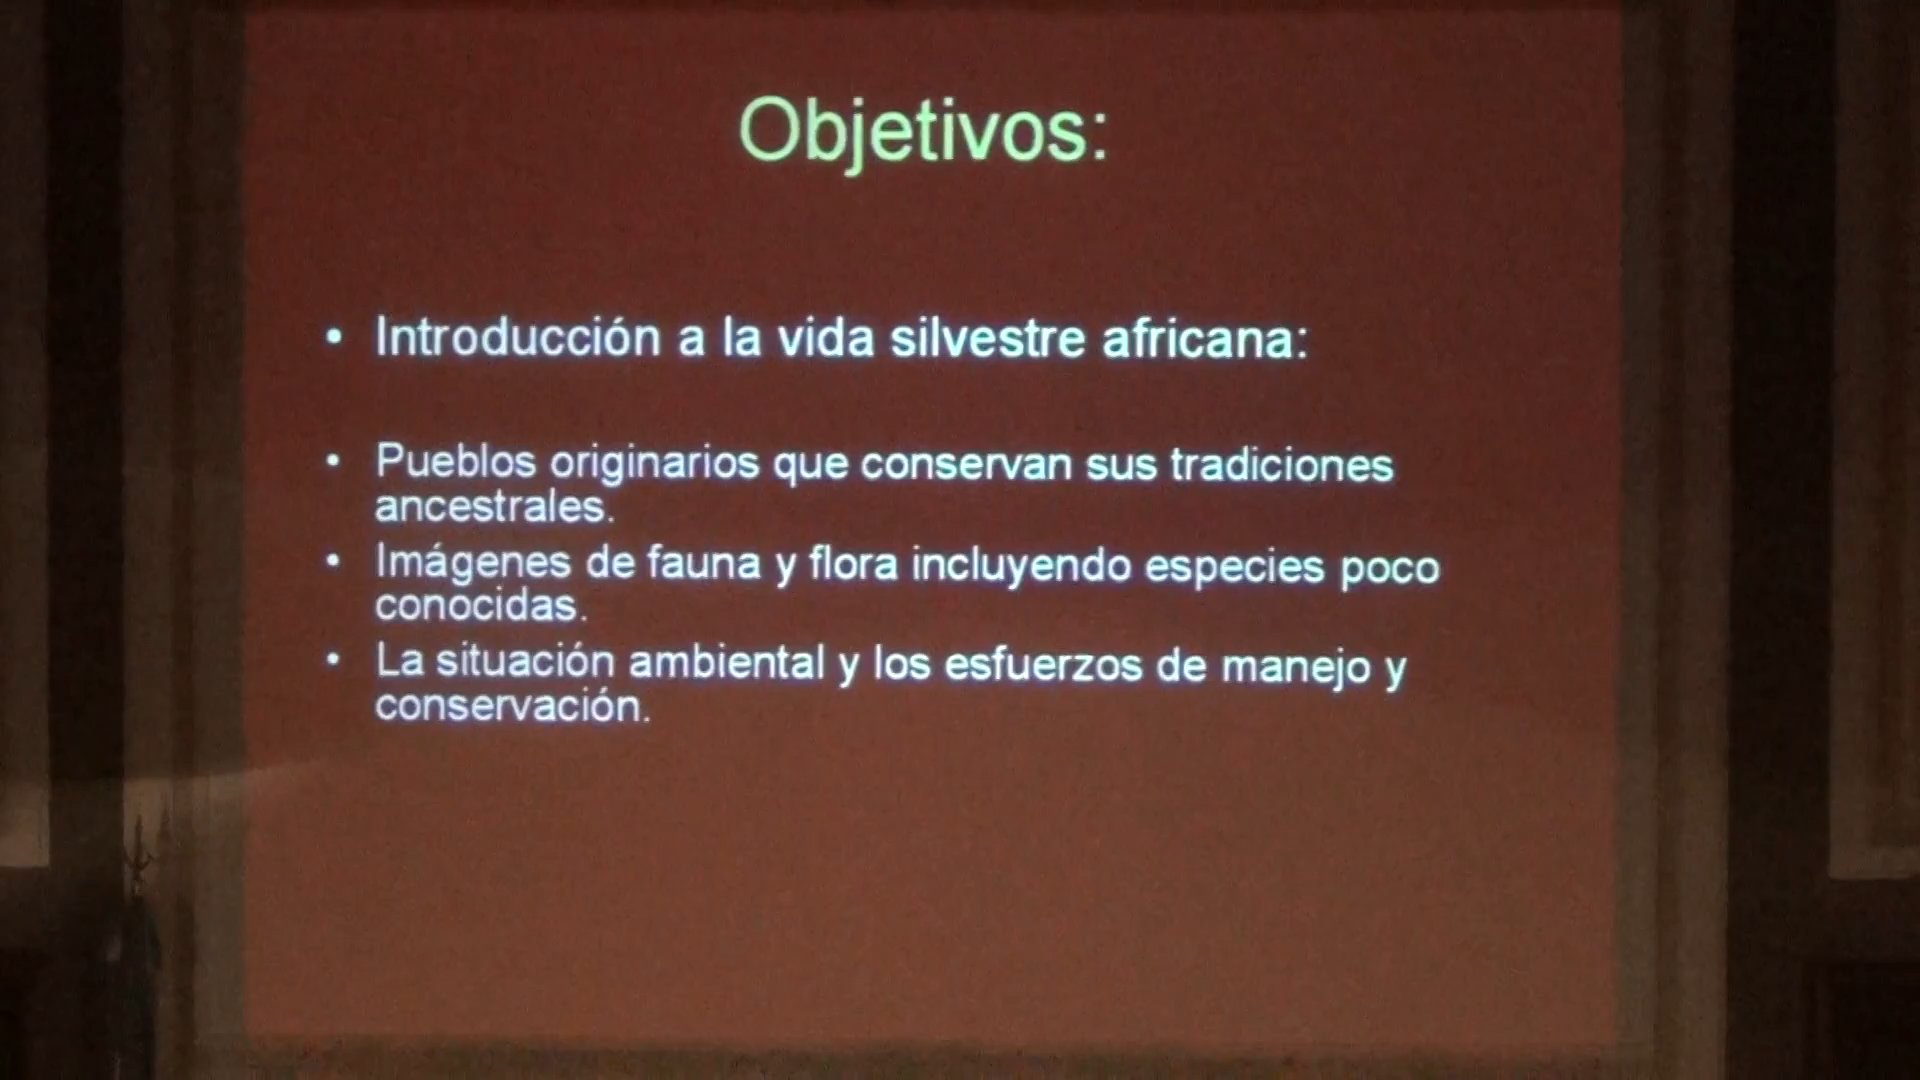 Objetivos:
• Introducción a la vida silvestre africana:
• Pueblos originarios que conservan sus tradiciones
ancestrales.
• Imágenes de fauna y flora incluyendo especies poco
conocidas.
• La situación ambiental y los esfuerzos de manejo y
conservación.